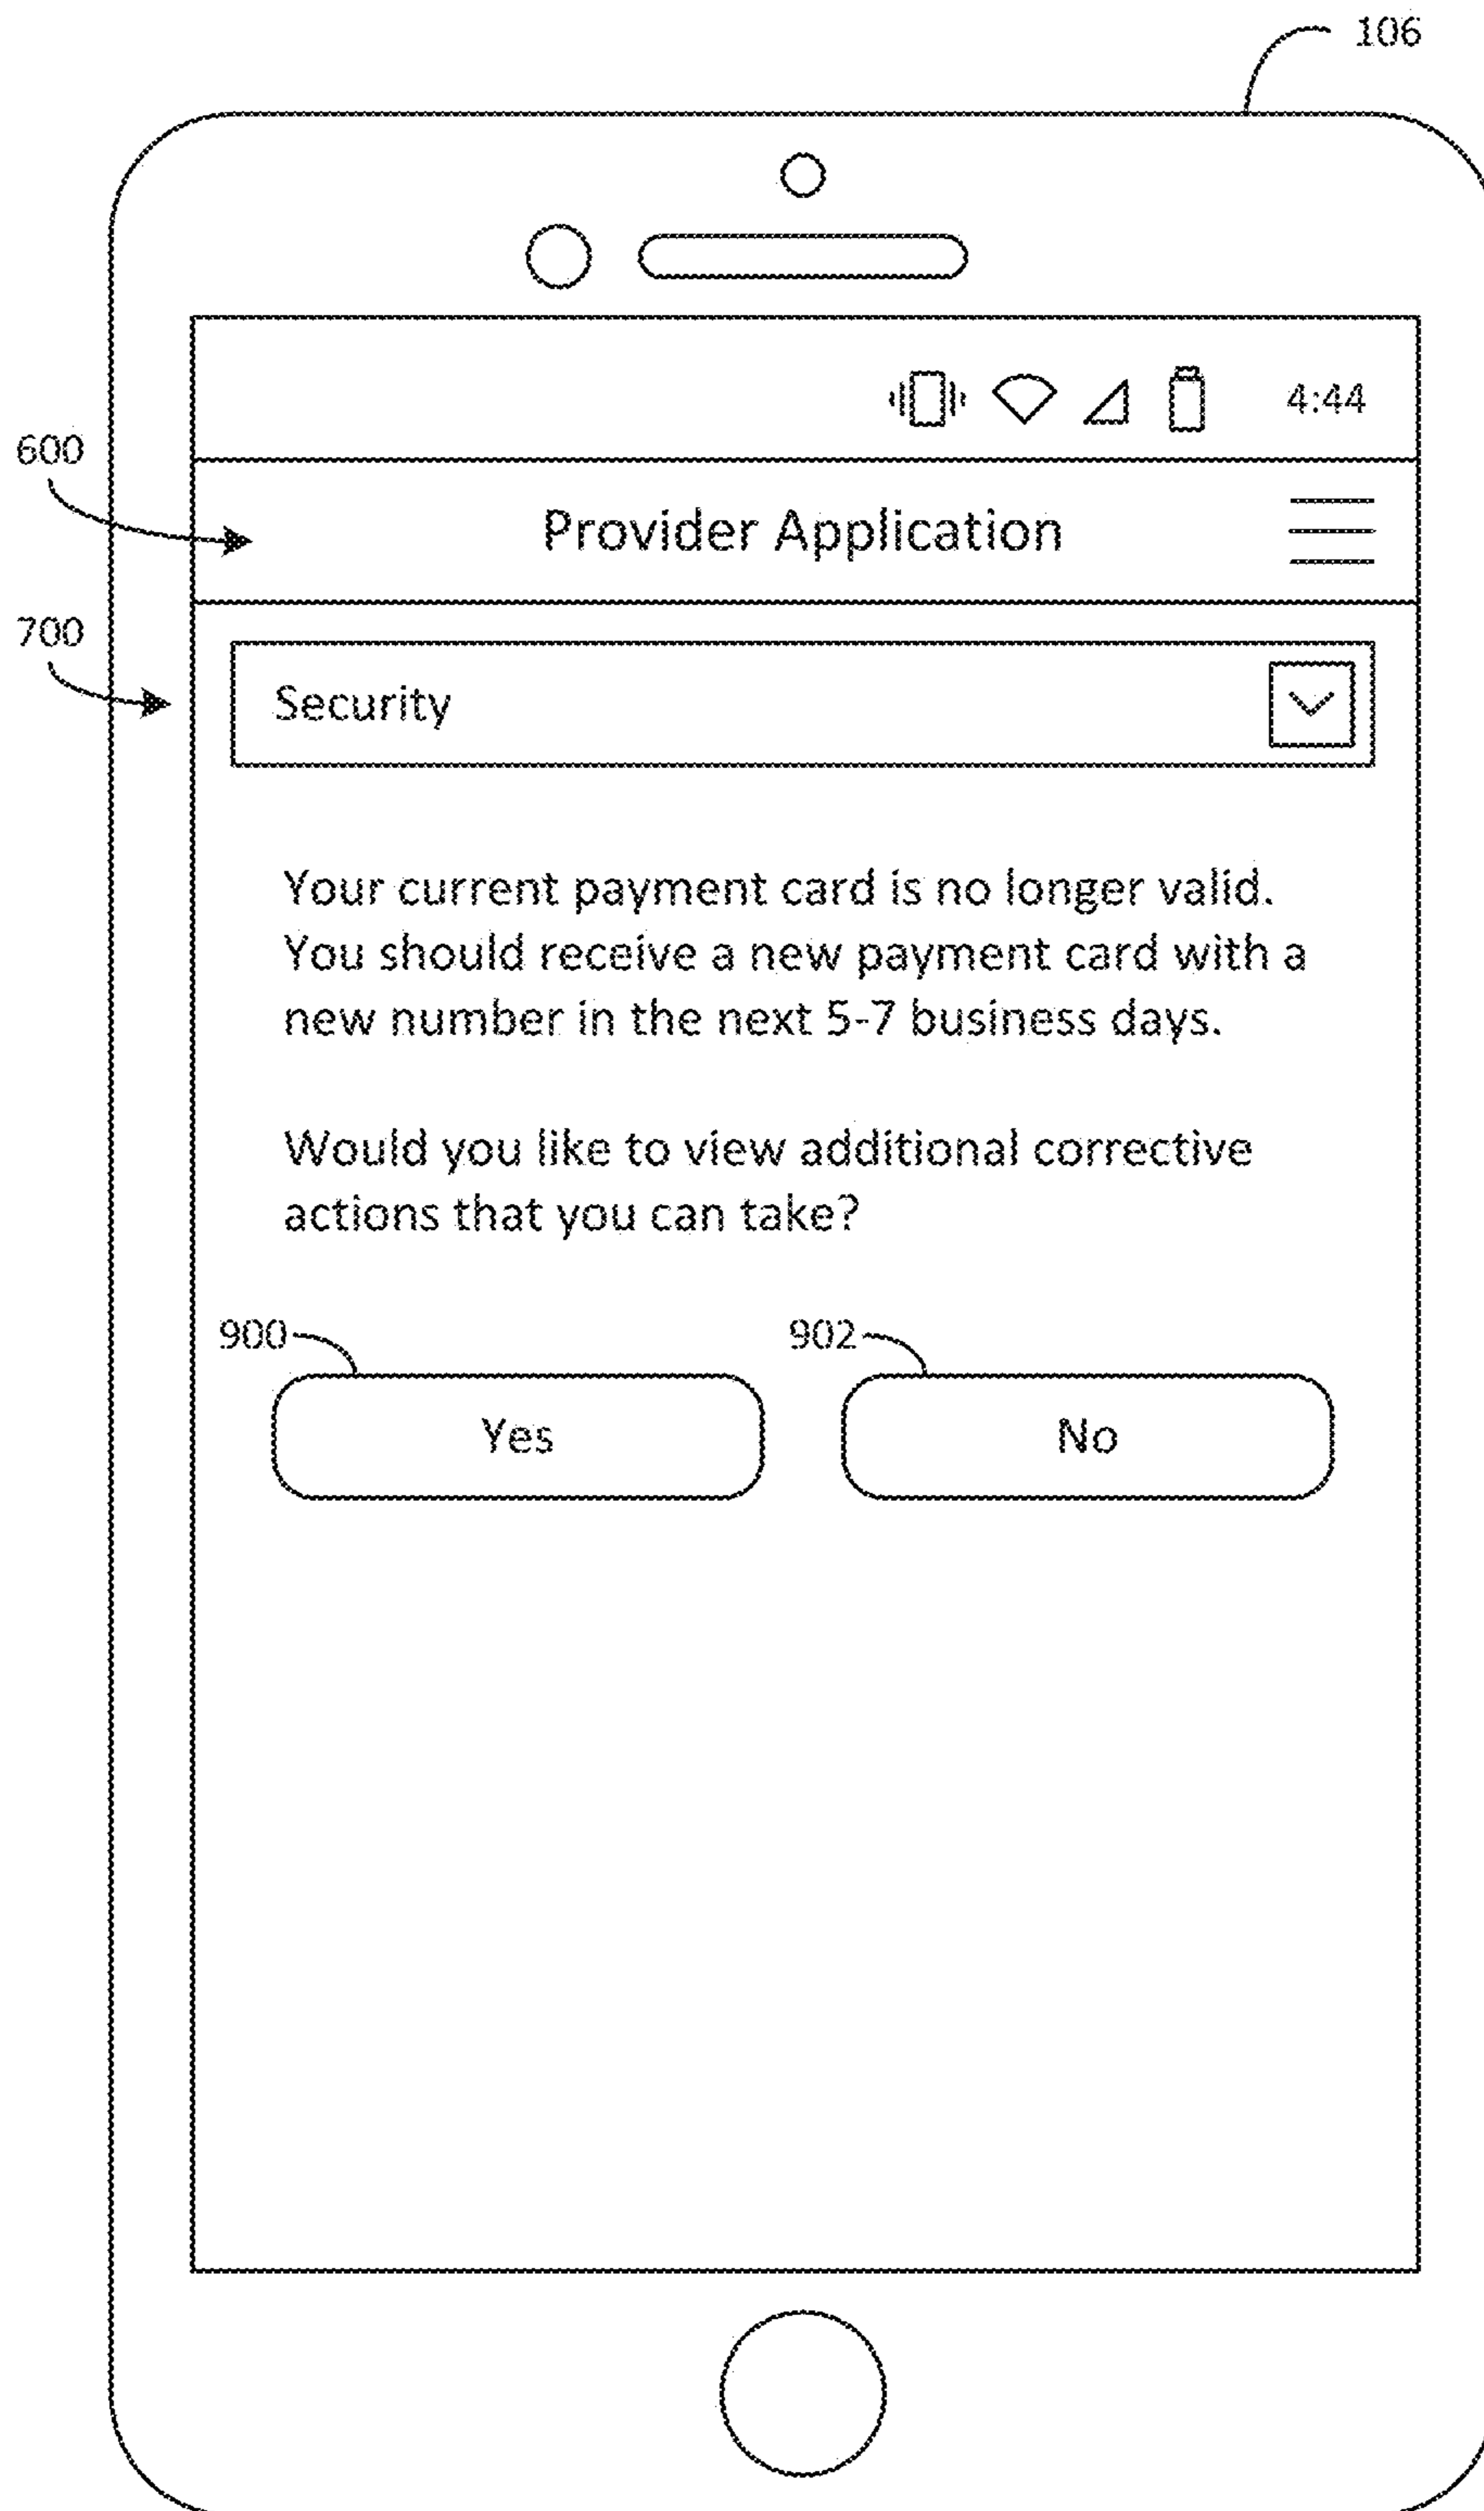 106
4:44
600
Provider Application
700
Security
Your current payment card is no longer valid.
You should receive a new payment card with a
new number in the next 5-7 business days.
Would you like to view additional corrective
actions that you can take?
900
902
Yes
No